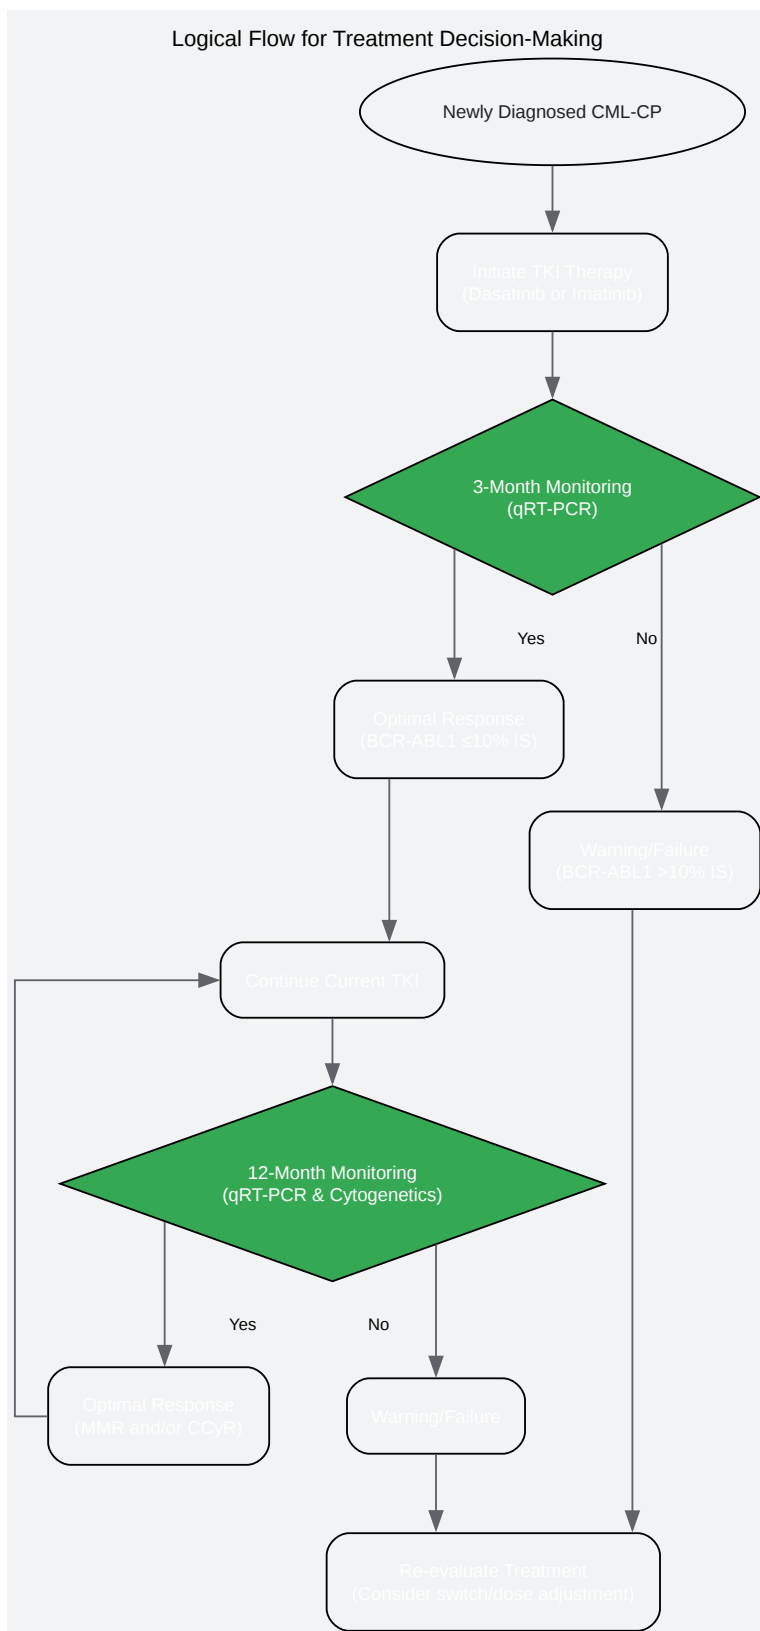 Logical Flow for Treatment Decision-Making
Newly Diagnosed CML-CP
Initiate TKI Therapy
(Dasatinib or Imatinib)
3-Month Monitoring
(qRT-PCR)
Yes
No
Optimal Response
(BCR-ABL1 ≤10% IS)
Warning/Failure
(BCR-ABL1 >10% IS)
Continue Current TKI
12-Month Monitoring
(qRT-PCR & Cytogenetics)
Yes
No
Optimal Response
(MMR and/or CCyR)
Warning/Failure
Re-evaluate Treatment
(Consider switch/dose adjustment)